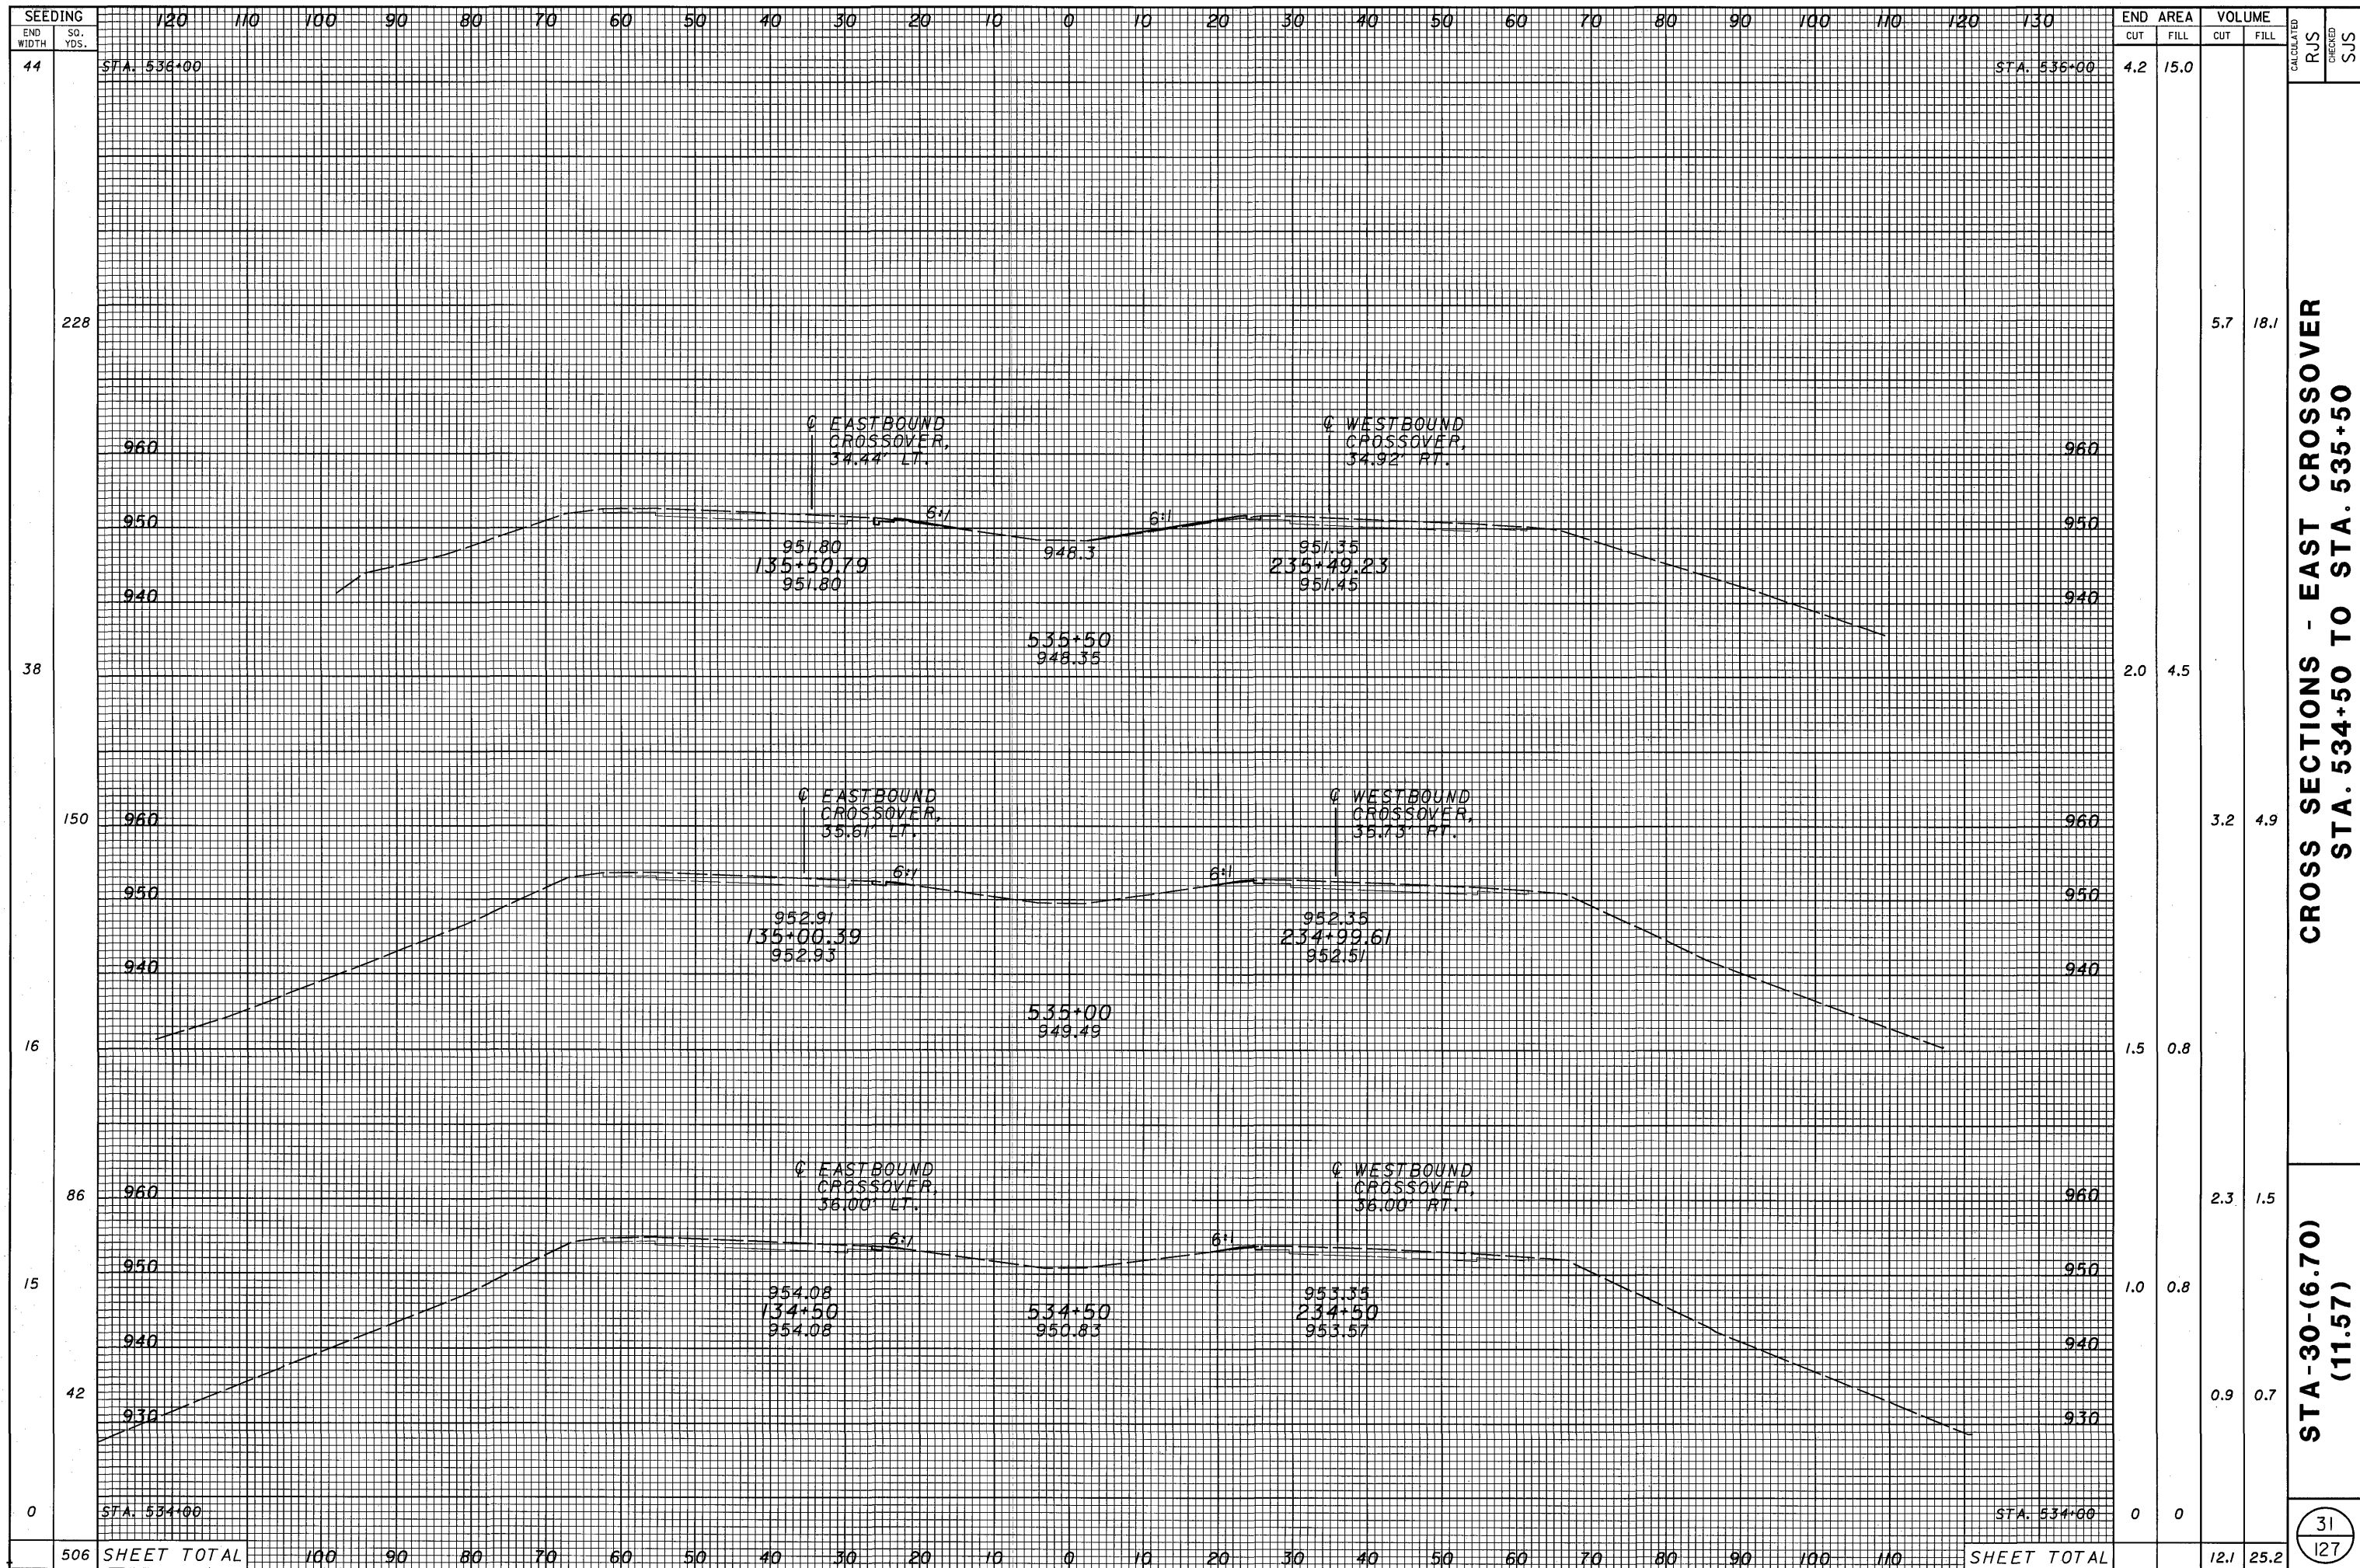 SEEDING
END WIDTH
SQ. YDS.
120 110 100 90 80 70 60 50 40 30 20 10 0 10 20 30 40 50 60 70 80 90 100 110 120 130
END AREA
VOLUME
CUT FILL CUT FILL
CALCULATED
RJS
CHECKED
SJS
44
STA. 536+00
STA. 536+00
4.2 15.0
228
5.7 18.1
℄ EASTBOUND
CROSSOVER,
34.44' LT.
℄ WESTBOUND
CROSSOVER,
34.92' RT.
960
960
950
6:1
6:1
950
951.80
135+50.79
951.80
948.3
951.35
235+49.23
951.45
940
940
535+50
948.35
38
2.0 4.5
℄ EASTBOUND
CROSSOVER,
35.61' LT.
℄ WESTBOUND
CROSSOVER,
35.73' RT.
150
960
960
3.2 4.9
6:1
6:1
950
950
952.91
135+00.39
952.93
952.35
234+99.61
952.51
940
940
535+00
949.49
16
1.5 0.8
℄ EASTBOUND
CROSSOVER,
36.00' LT.
℄ WESTBOUND
CROSSOVER,
36.00' RT.
86
960
960
2.3 1.5
6:1
6:1
950
950
15
1.0 0.8
954.08
134+50
954.08
534+50
950.83
953.35
234+50
953.57
940
940
42
0.9 0.7
930
930
0
STA. 534+00
STA. 534+00
0 0
506
SHEET TOTAL
100 90 80 70 60 50 40 30 20 10 0 10 20 30 40 50 60 70 80 90 100 110
SHEET TOTAL
12.1 25.2
CROSS SECTIONS - EAST CROSSOVER
STA. 534+50 TO STA. 535+50
STA-30-(6.70)
(11.57)
31
127